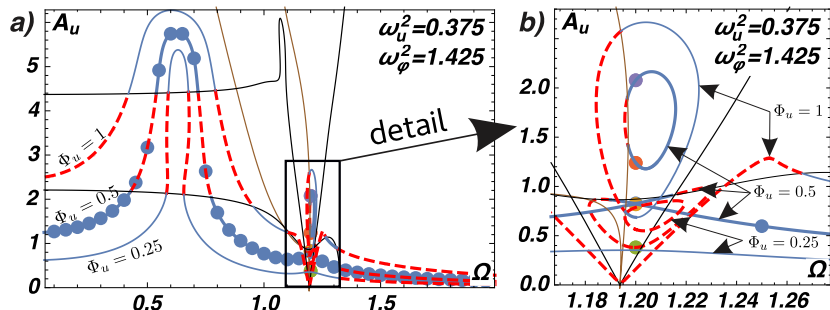 a)
A_u
ω_u^2=0.375
ω_φ^2=1.425
5
4
3
2
1
0
Φ_u = 1
Φ_u = 0.5
Φ_u = 0.25
detail
Ω
0.5
1.0
1.5
b)
A_u
ω_u^2=0.375
ω_φ^2=1.425
2.0
1.5
1.0
0.5
0.0
Φ_u = 1
Φ_u = 0.5
Φ_u = 0.25
Ω
1.18
1.20
1.22
1.24
1.26
1.28